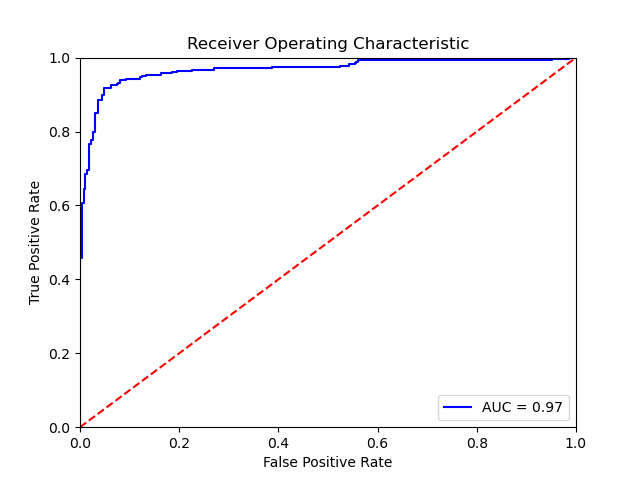 Receiver Operating Characteristic
1.0
0.8
0.6
0.4
0.2
0.0
True Positive Rate
AUC = 0.97
0.0 0.2 0.4 0.6 0.8 1.0
False Positive Rate